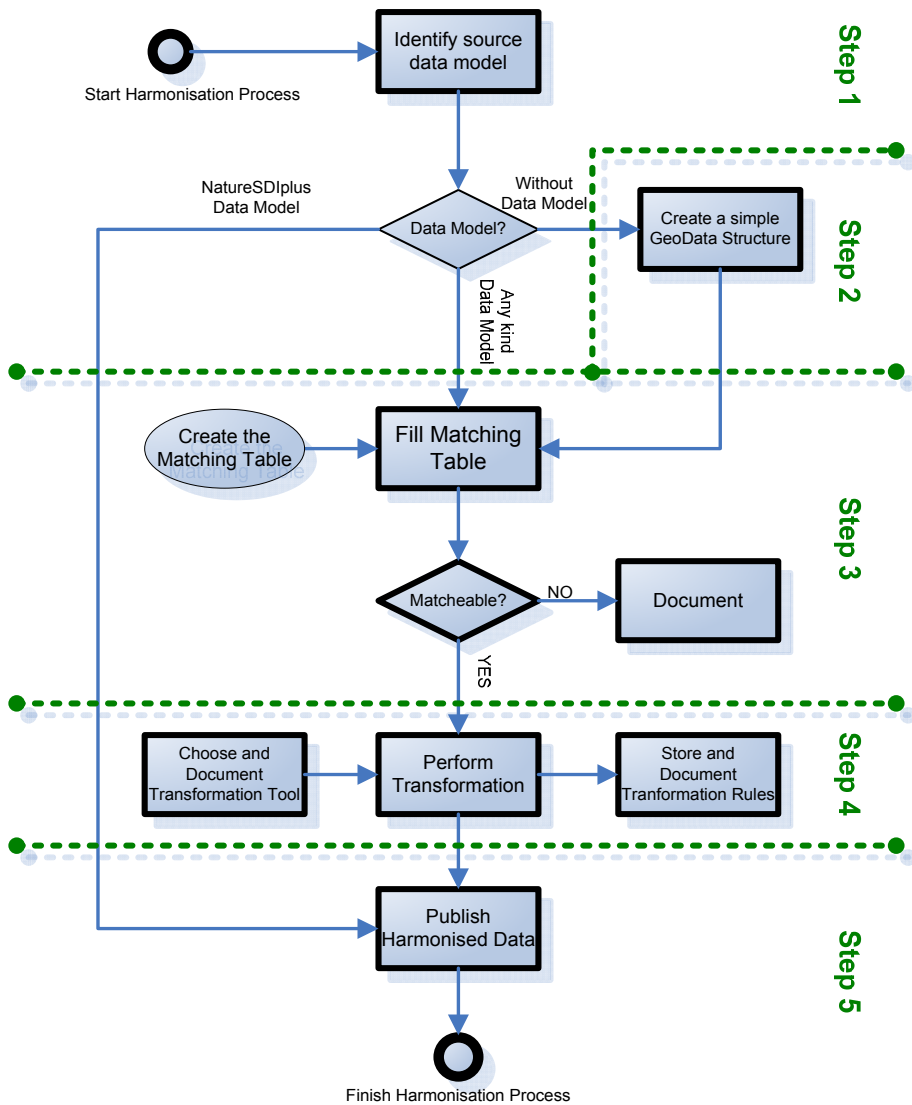 Identify source
data model
Start Harmonisation Process
Step 1
NatureSDIplus
Data Model
Without
Data Model
Data Model?
Create a simple
GeoData Structure
Step 2
Any kind
Data Model
Create the
Matching Table
Fill Matching
Table
Step 3
Matcheable?
NO
Document
YES
Choose and
Document
Transformation Tool
Perform
Transformation
Store and
Document
Tranformation Rules
Step 4
Publish
Harmonised Data
Step 5
Finish Harmonisation Process